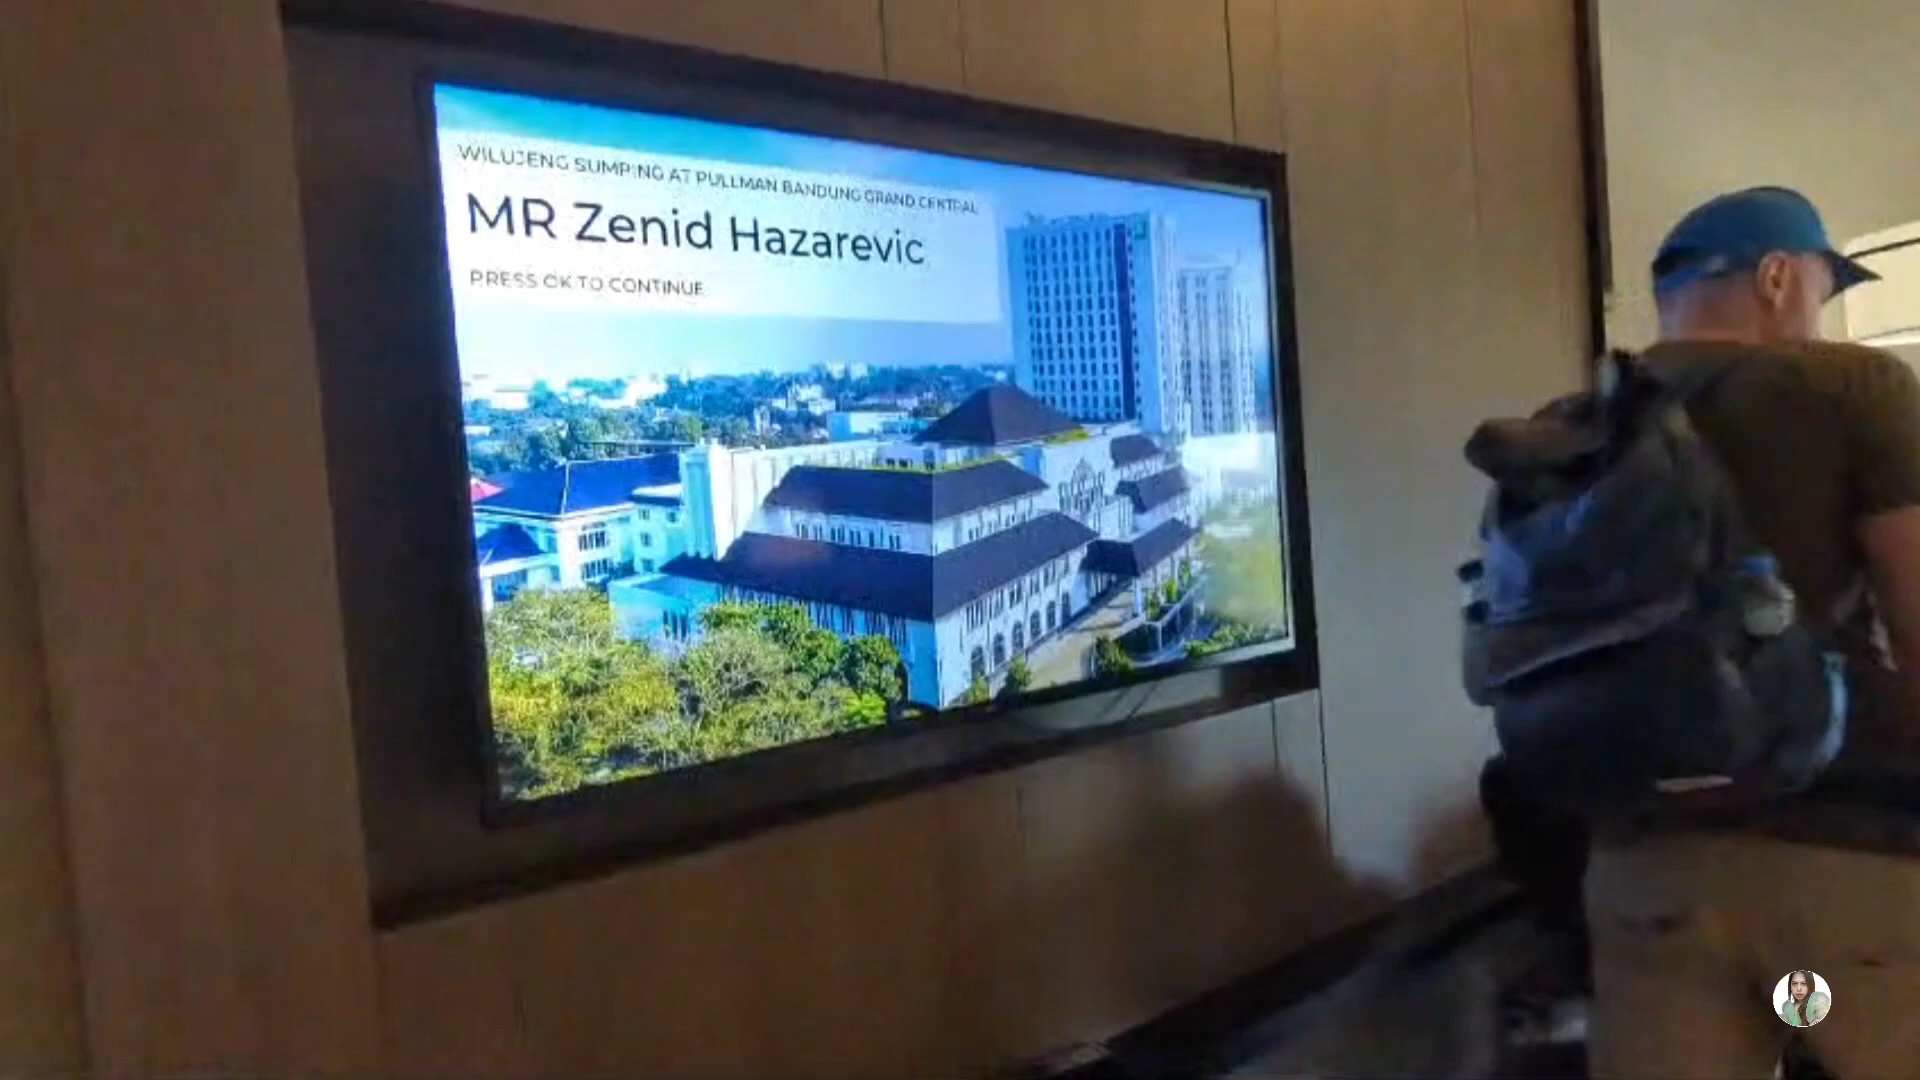 WILUJENG SUMPING AT PULLMAN BANDUNG GRAND CENTRAL
MR Zenid Hazarevic
PRESS OK TO CONTINUE